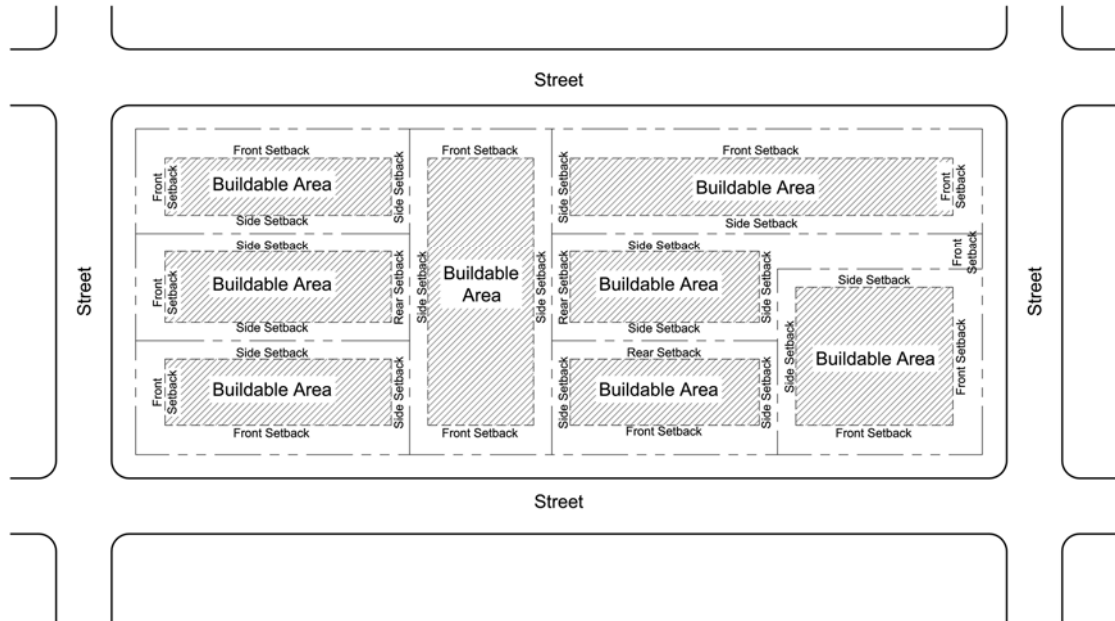 Street
Front Setback
Front Setback
Front Setback
Front
Setback
Buildable Area
Side Setback
Side Setback
Buildable Area
Front
Setback
Side Setback
Side Setback
Side Setback
Side Setback
Front
Setback
Street
Front
Setback
Buildable Area
Rear Setback
Side Setback
Buildable
Area
Side Setback
Rear Setback
Buildable Area
Side Setback
Side Setback
Street
Side Setback
Side Setback
Side Setback
Rear Setback
Front
Setback
Buildable Area
Side Setback
Side Setback
Buildable Area
Side Setback
Side Setback
Buildable Area
Front Setback
Front Setback
Front Setback
Front Setback
Front Setback
Street